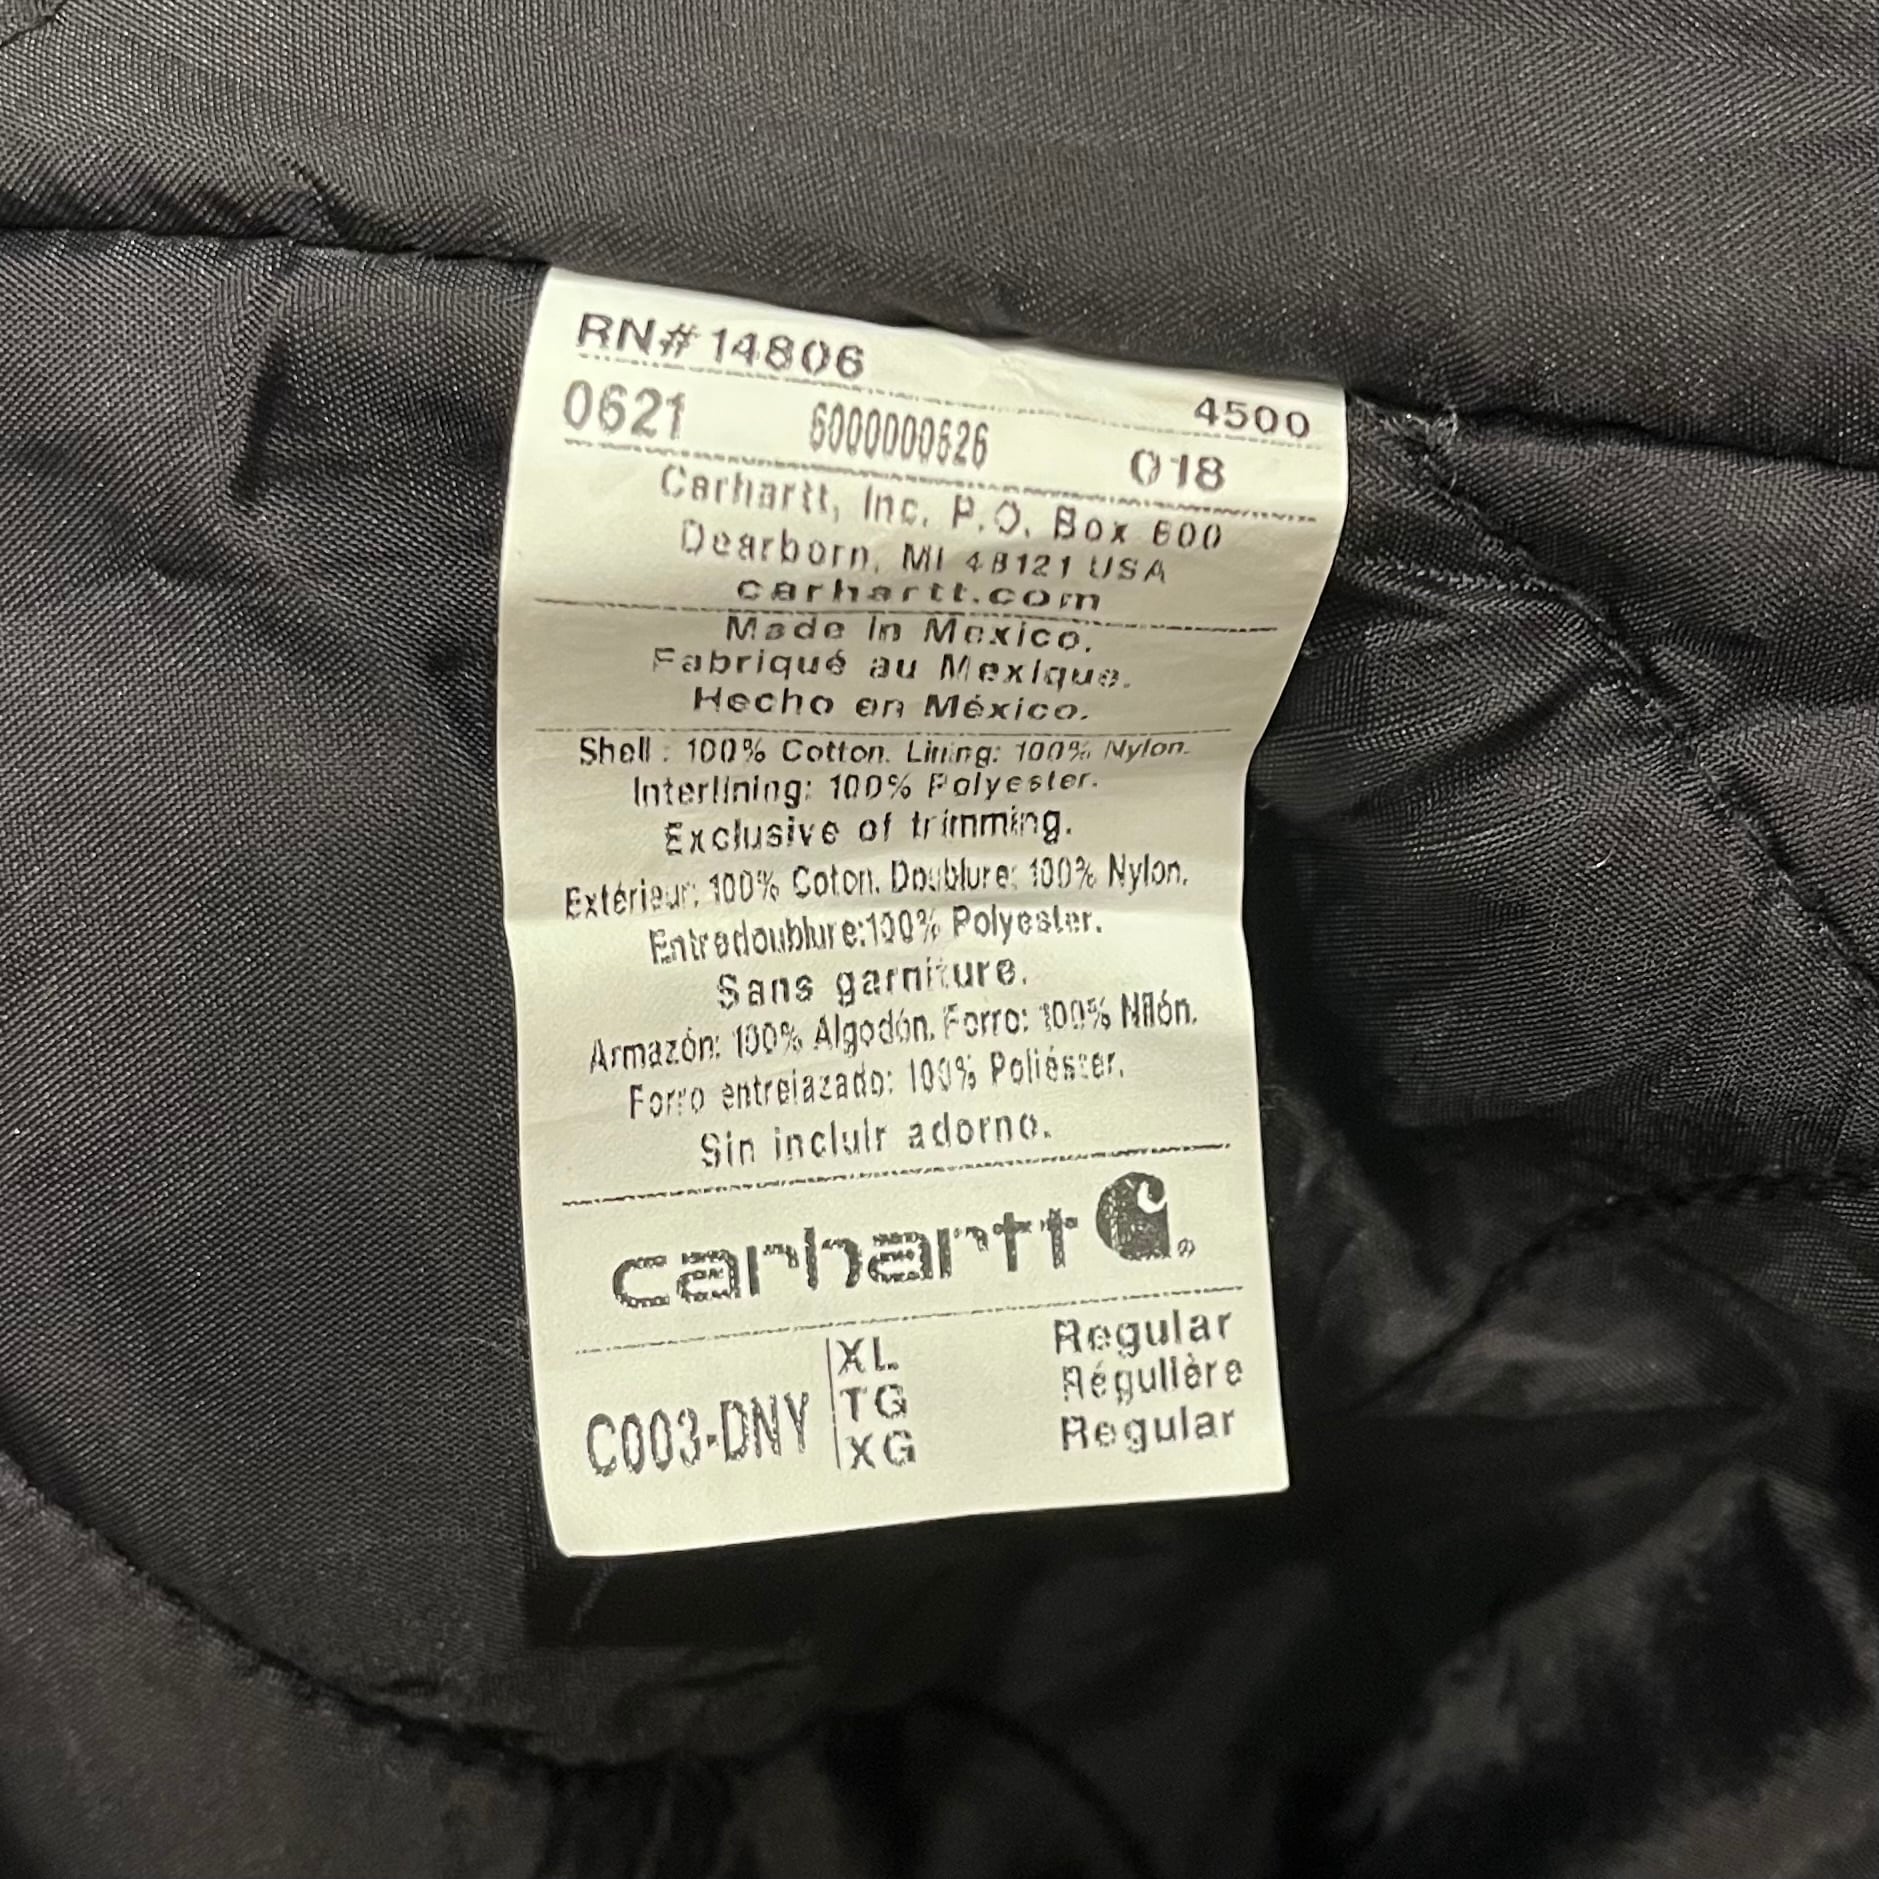 RN# 14806
4500
0621 6000000626 018
Carhartt, Inc. P.O. Box 600
Dearborn, MI 48121 USA
carhartt.com
Made In Mexico.
Fabriqué au Mexique.
Hecho en México.
Shell : 100% Cotton. Lining: 100% Nylon.
Interlining: 100% Polyester.
Exclusive of trimming.
Extérieur: 100% Coton. Doublure: 100% Nylon.
Entredoublure:100% Polyester.
Sans garniture.
Armazón: 100% Algodón. Forro: 100% Nilón.
Forro entrelazado: 100% Poliéster.
Sin incluir adorno.
carhartt ®
C003-DNY
XL Regular
TG Régulière
XG Regular